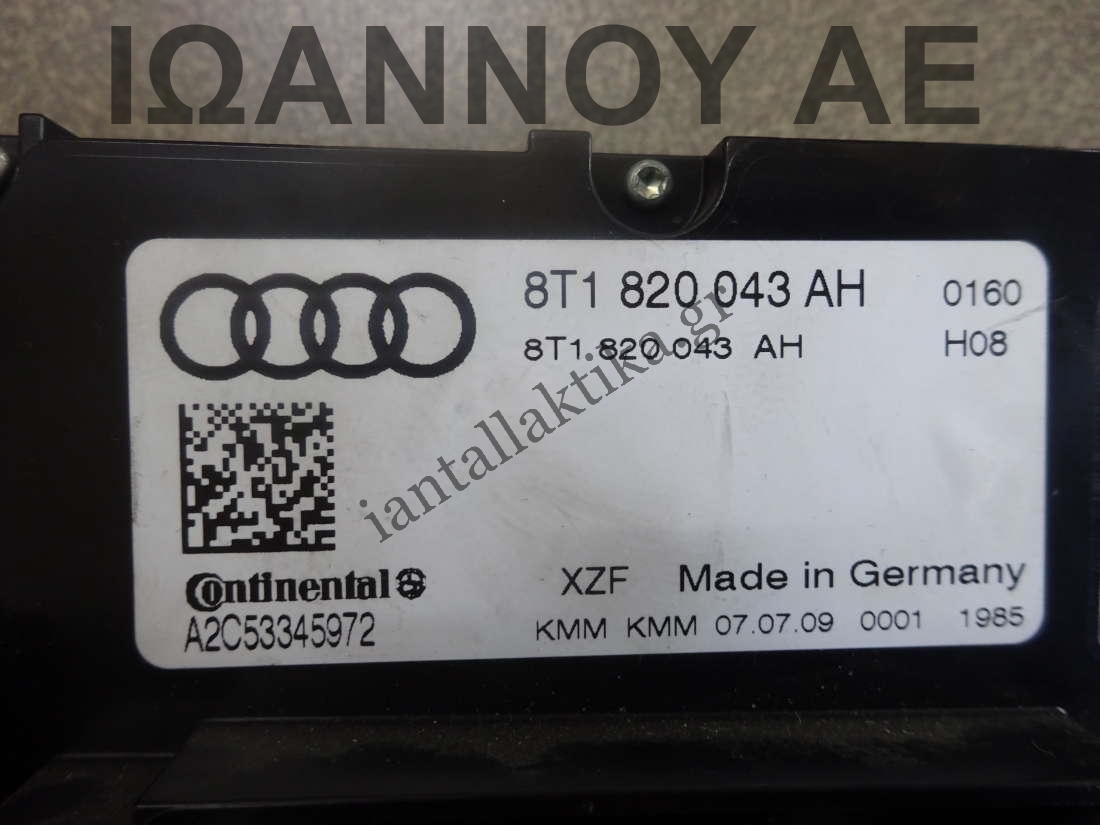 ΙΩΑΝΝΟΥ ΑΕ
8T1 820 043 AH 0160
8T1 820 043 AH H08
iantallaktika.gr
Continental
XZF Made in Germany
A2C53345972
KMM KMM 07.07.09 0001 1985